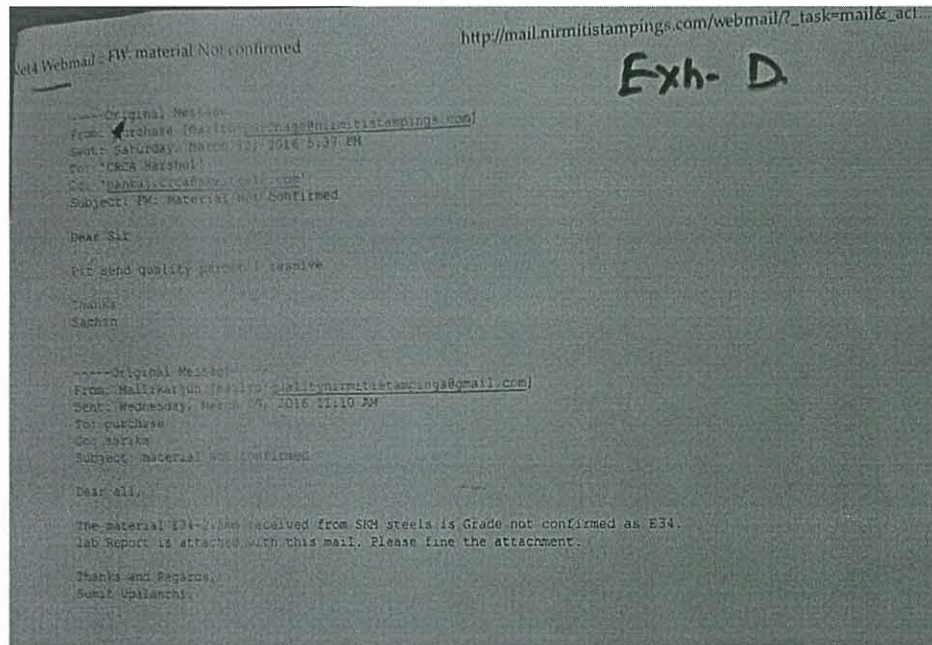 Net4 Webmail - FW: material Not confirmed
http://mail.nirmitistampings.com/webmail/?_task=mail&_act...
Exh- D.
-----Original Message
From: Purchase [mailto:purchase@nirmitistampings.com]
Sent: Saturday, March 12, 2016 5:37 PM
To: 'CRCA Harshol'
Cc:
Subject: FW: material Not Confirmed
Dear Sir
Plz send quality person resolve
Thanks
Sachin
-----Original Message
From: Mallikarjun [mailto:qualitynirmitistampings@gmail.com]
Sent: Wednesday, March 2016 11:10 AM
To: purchase
Cc: sarika
Subject: material not confirmed
Dear all,
The material E34- received from SKM steels is Grade not confirmed as E34.
lab Report is attached with this mail. Please fine the attachment.
Thanks and Regards,
Sumit Upalanchi.